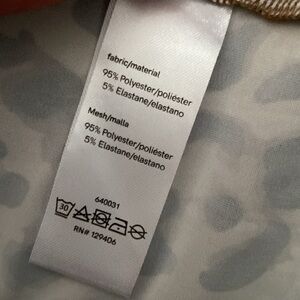 fabric/material
95% Polyester/poliéster
5% Elastane/elastano
Mesh/malla
95% Polyester/poliéster
5% Elastane/elastano
640031
30
RN# 129406